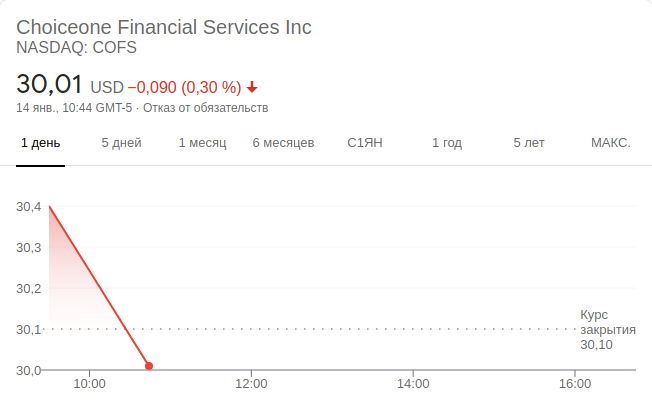 Choiceone Financial Services Inc
NASDAQ: COFS
30,01 USD −0,090 (0,30 %)
14 янв., 10:44 GMT-5 · Отказ от обязательств
1 день 5 дней 1 месяц 6 месяцев С1ЯН 1 год 5 лет МАКС.
30,4
30,3
30,2
30,1
30,0
Курс
закрытия
30,10
10:00 12:00 14:00 16:00